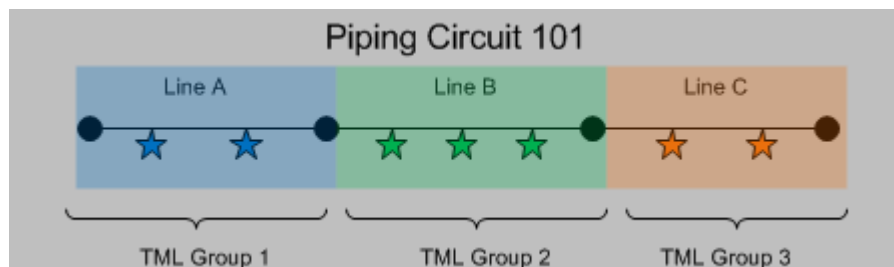 Piping Circuit 101
Line A Line B Line C
TML Group 1 TML Group 2 TML Group 3